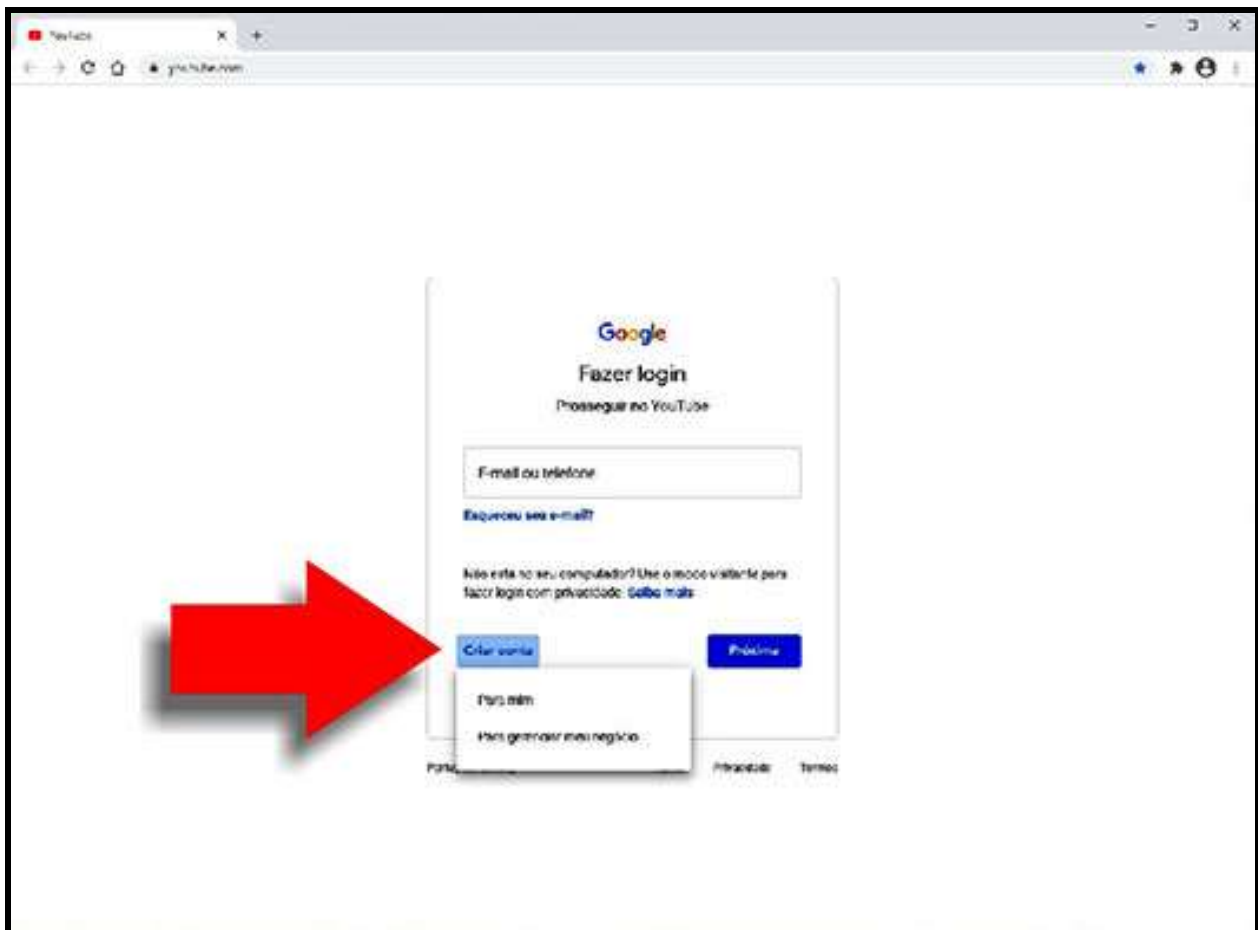 YouTube
youtube.com
Google
Fazer login
Prosseguir no YouTube
E-mail ou telefone
Esqueceu seu e-mail?
Não está no seu computador? Use o modo visitante para
fazer login com privacidade. Saiba mais
Criar conta
Próxima
Para mim
Para gerenciar meu negócio
Privacidade
Termos